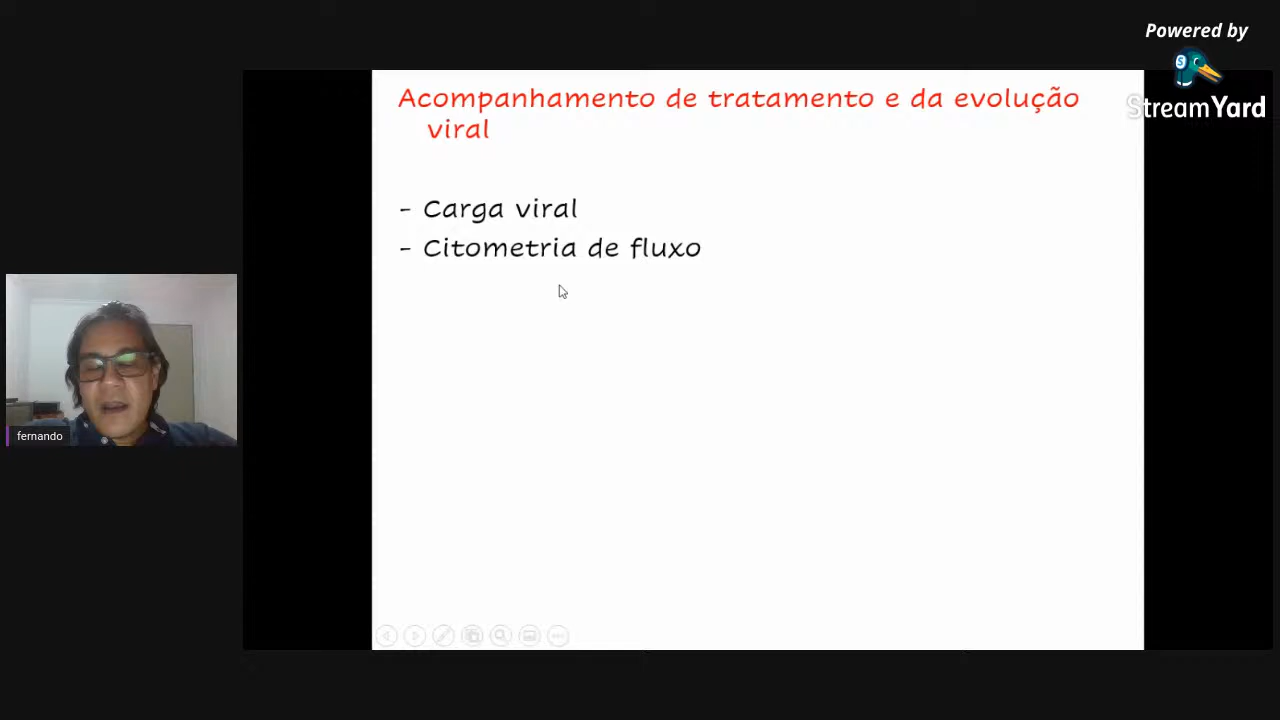 Powered by
StreamYard
Acompanhamento de tratamento e da evolução
viral
- Carga viral
- Citometria de fluxo
fernando